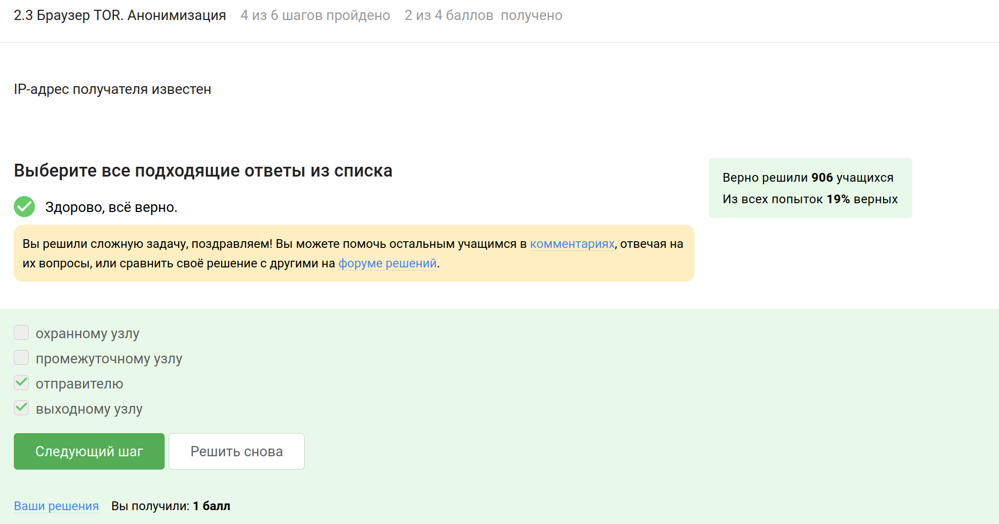 2.3 Браузер TOR. Анонимизация 4 из 6 шагов пройдено 2 из 4 баллов получено
IP-адрес получателя известен
Выберите все подходящие ответы из списка
Верно решили 906 учащихся
Из всех попыток 19% верных
Здорово, всё верно.
Вы решили сложную задачу, поздравляем! Вы можете помочь остальным учащимся в комментариях, отвечая на
их вопросы, или сравнить своё решение с другими на форуме решений.
охранному узлу
промежуточному узлу
отправителю
выходному узлу
Следующий шаг Решить снова
Ваши решения Вы получили: 1 балл